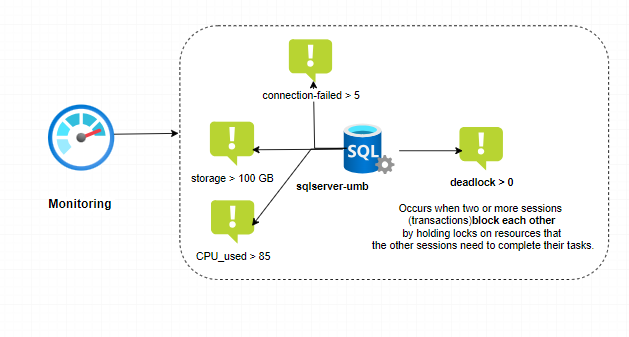 connection-failed > 5
storage > 100 GB
SQL
sqlserver-umb
deadlock > 0
Monitoring
Occurs when two or more sessions
(transactions)block each other
by holding locks on resources that
the other sessions need to complete their tasks.
CPU_used > 85